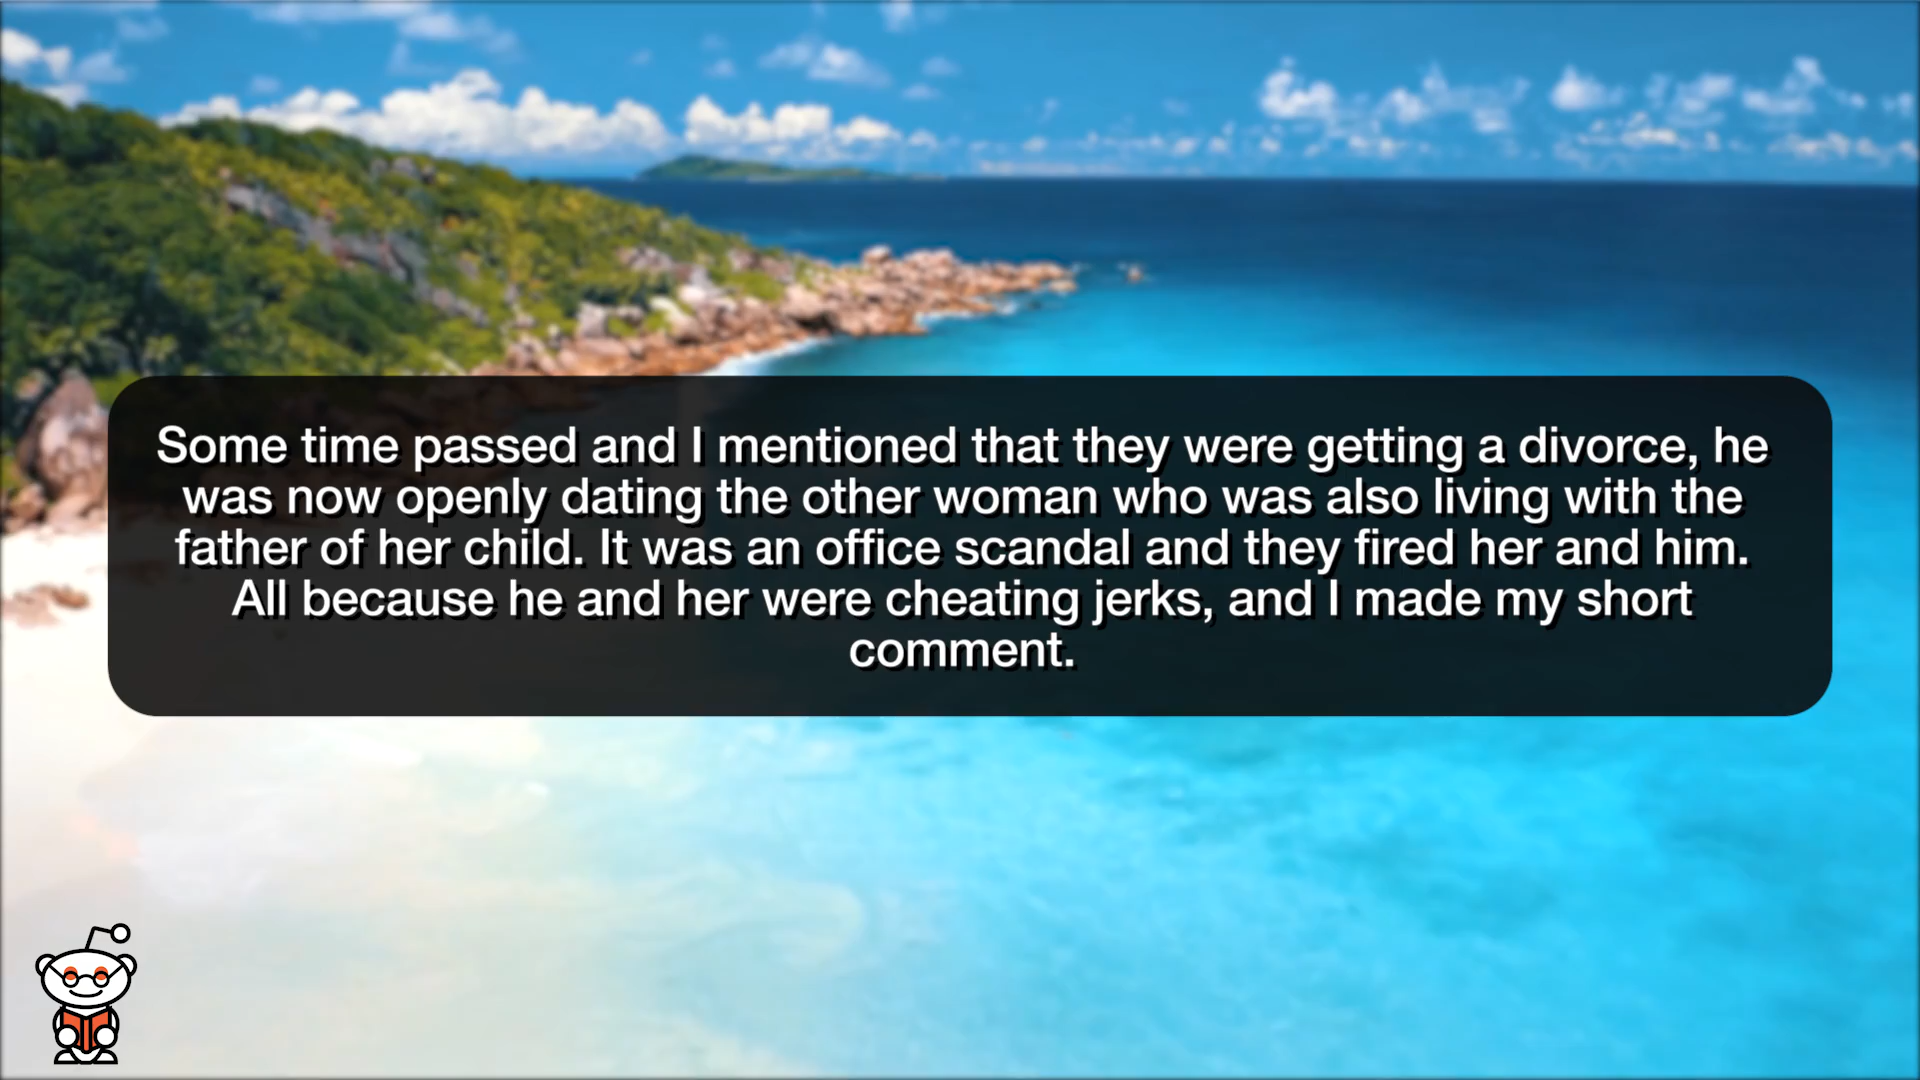 Some time passed and I mentioned that they were getting a divorce, he
was now openly dating the other woman who was also living with the
father of her child. It was an office scandal and they fired her and him.
All because he and her were cheating jerks, and I made my short
comment.